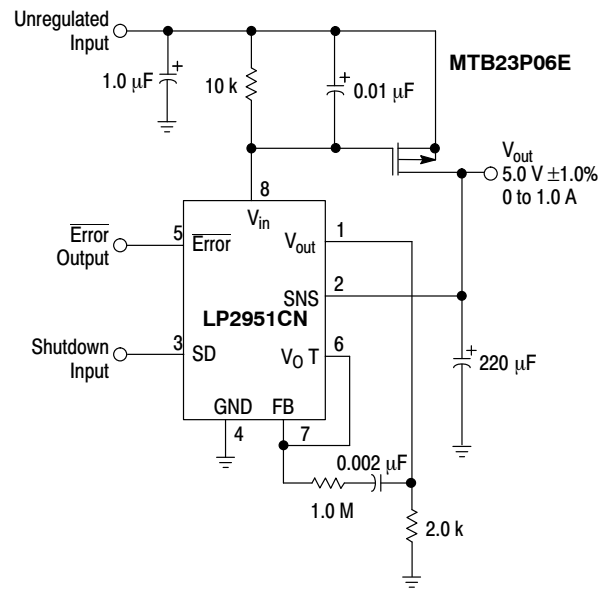 Unregulated
Input
MTB23P06E
1.0 μF
+
10 k
+
0.01 μF
Vout
5.0 V ±1.0%
0 to 1.0 A
8
Vin
Error
Output
5
Error
Vout
1
SNS
2
LP2951CN
Shutdown
Input
3
SD
VO T
6
+
220 μF
GND
FB
4
7
0.002 μF
1.0 M
2.0 k